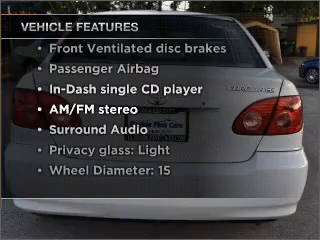 VEHICLE FEATURES
• Front Ventilated disc brakes
• Passenger Airbag
• In-Dash single CD player
• AM/FM stereo
• Surround Audio
• Privacy glass: Light
• Wheel Diameter: 15